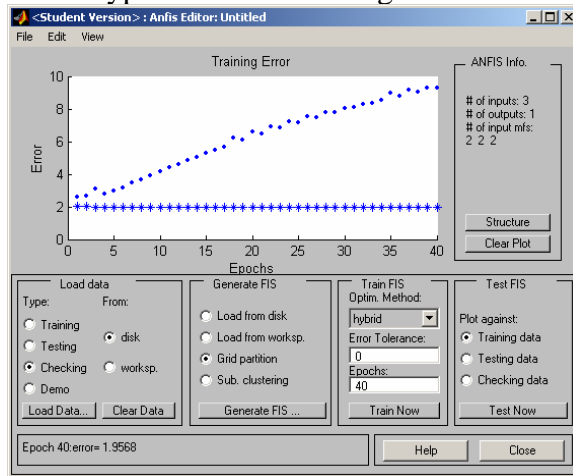 <Student Version> : Anfis Editor: Untitled
File Edit View
Training Error
10
8
6
4
2
0
Error
0 5 10 15 20 25 30 35 40
Epochs
ANFIS Info.
# of inputs: 3
# of outputs: 1
# of input mfs:
2 2 2
Structure
Clear Plot
Load data
Type: From:
Training
Testing
Checking
Demo
disk
worksp.
Load Data... Clear Data
Generate FIS
Load from disk
Load from worksp.
Grid partition
Sub. clustering
Generate FIS ...
Train FIS
Optim. Method:
hybrid
Error Tolerance:
0
Epochs:
40
Train Now
Test FIS
Plot against:
Training data
Testing data
Checking data
Test Now
Epoch 40:error= 1.9568
Help Close